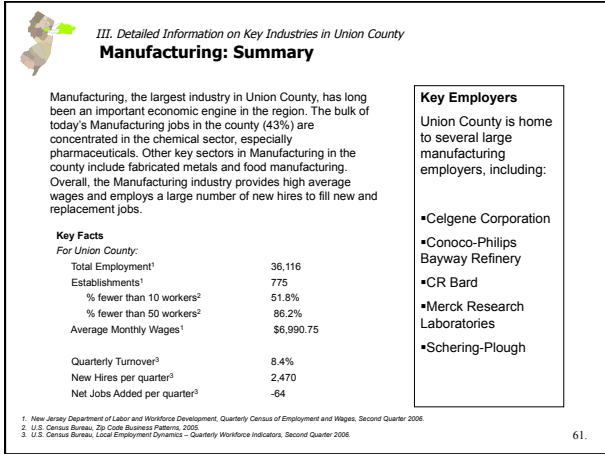 III. Detailed Information on Key Industries in Union County
Manufacturing: Summary
Manufacturing, the largest industry in Union County, has long
been an important economic engine in the region. The bulk of
today's Manufacturing jobs in the county (43%) are
concentrated in the chemical sector, especially
pharmaceuticals. Other key sectors in Manufacturing in the
county include fabricated metals and food manufacturing.
Overall, the Manufacturing industry provides high average
wages and employs a large number of new hires to fill new and
replacement jobs.
Key Facts
For Union County:
Total Employment¹ 36,116
Establishments¹ 775
% fewer than 10 workers² 51.8%
% fewer than 50 workers² 86.2%
Average Monthly Wages¹ $6,990.75
Quarterly Turnover³ 8.4%
New Hires per quarter³ 2,470
Net Jobs Added per quarter³ -64
Key Employers
Union County is home
to several large
manufacturing
employers, including:
▪Celgene Corporation
▪Conoco-Philips
Bayway Refinery
▪CR Bard
▪Merck Research
Laboratories
▪Schering-Plough
1. New Jersey Department of Labor and Workforce Development, Quarterly Census of Employment and Wages, Second Quarter 2006.
2. U.S. Census Bureau, Zip Code Business Patterns, 2005.
3. U.S. Census Bureau, Local Employment Dynamics – Quarterly Workforce Indicators, Second Quarter 2006.
61.